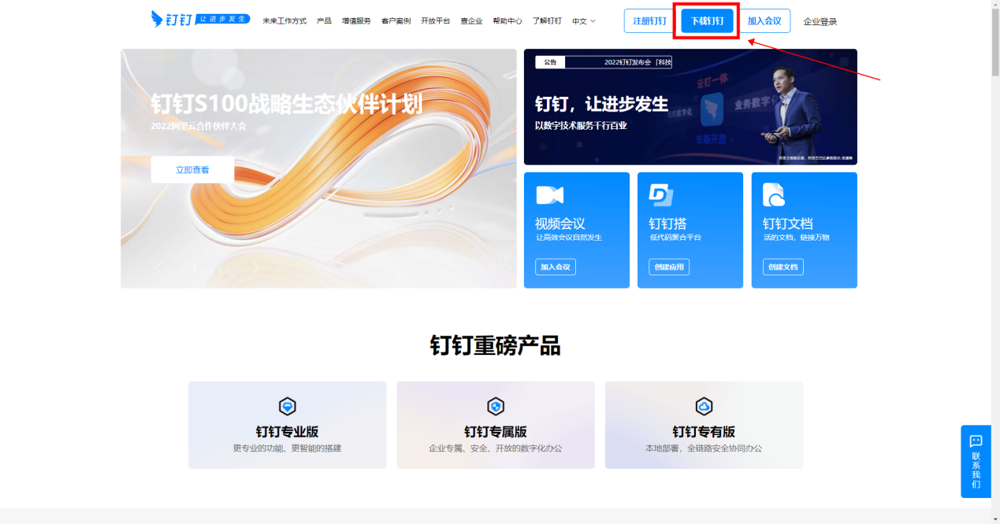 钉钉 让进步发生
未来工作方式 产品 增值服务 客户案例 开放平台 查企业 帮助中心 了解钉钉 中文
注册钉钉 下载钉钉 加入会议 企业登录
钉钉S100战略生态伙伴计划
2022阿里云合作伙伴大会
立即查看
公告 2022钉钉发布会「科技
钉钉，让进步发生
以数字技术服务千行百业
云钉一体
业务数字
组织数字化
生态开放
视频会议
让高效会议自然发生
加入会议
钉钉搭
低代码聚合平台
创建应用
钉钉文档
活的文档，链接万物
创建文档
钉钉重磅产品
钉钉专业版
更专业的功能、更智能的搭建
钉钉专属版
企业专属、安全、开放的数字化办公
钉钉专有版
本地部署，全链路安全协同办公
联系我们